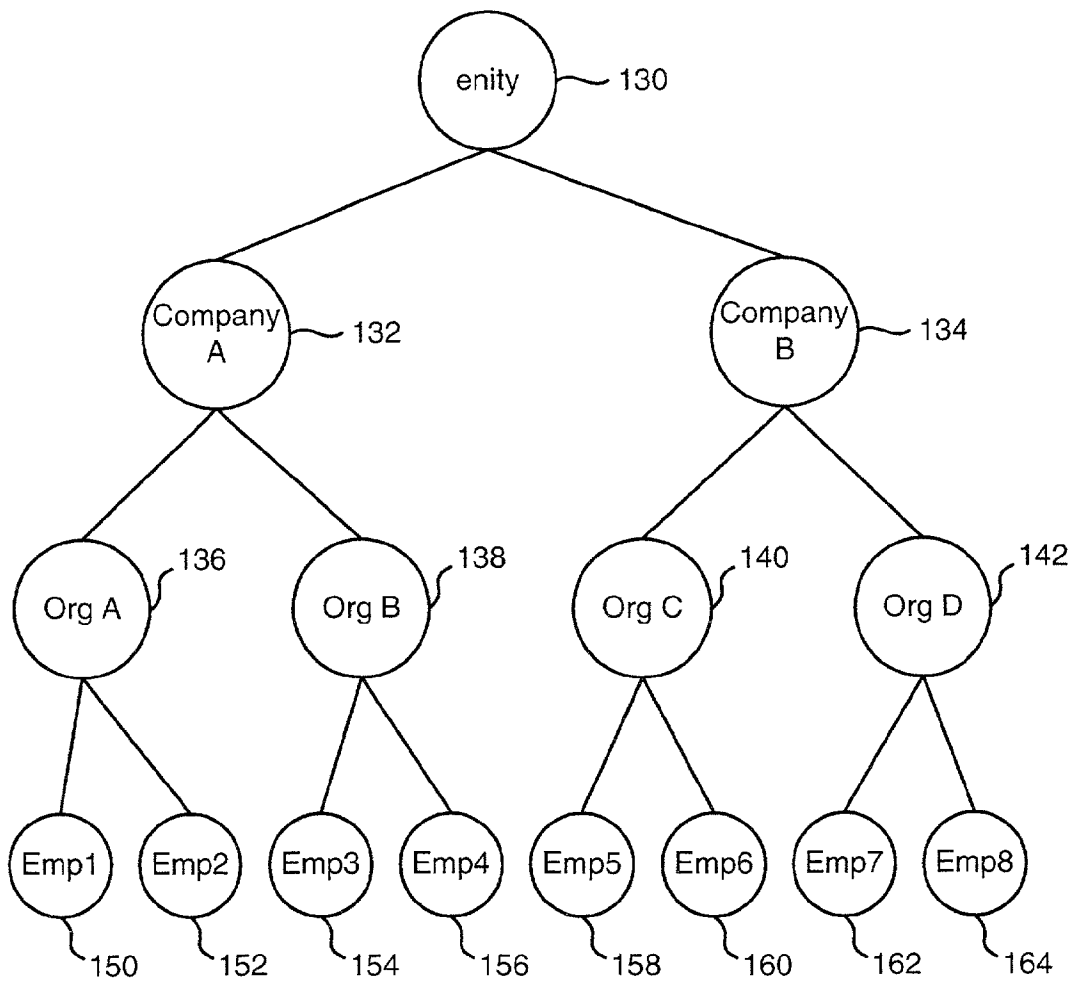 enity
130
Company
A
132
Company
B
134
Org A
136
Org B
138
Org C
140
Org D
142
Emp1
Emp2
Emp3
Emp4
Emp5
Emp6
Emp7
Emp8
150
152
154
156
158
160
162
164